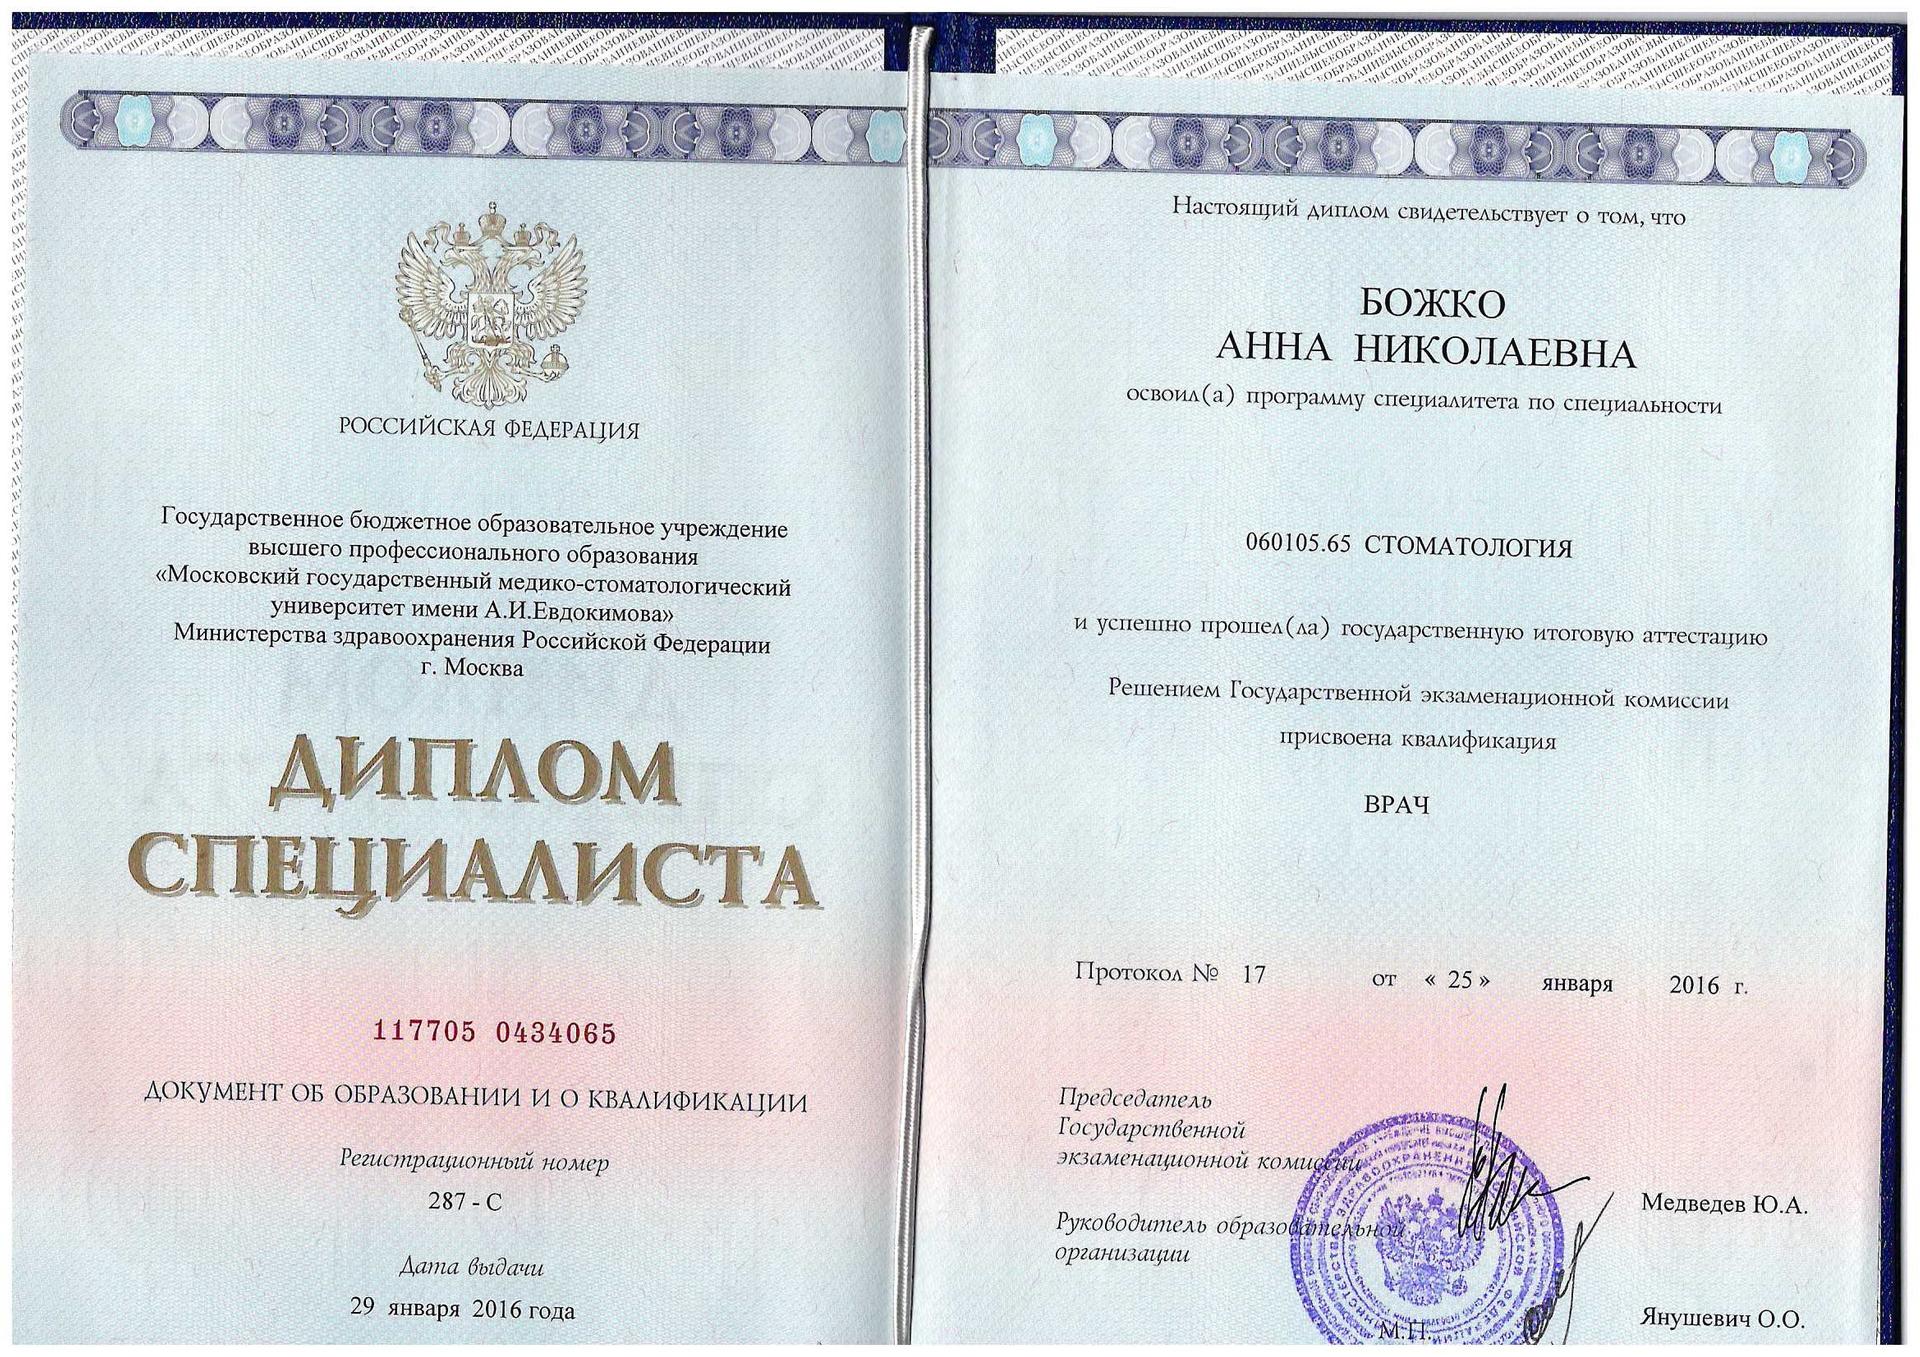 РОССИЙСКАЯ ФЕДЕРАЦИЯ
Государственное бюджетное образовательное учреждение
высшего профессионального образования
«Московский государственный медико-стоматологический
университет имени А.И.Евдокимова»
Министерства здравоохранения Российской Федерации
г. Москва
ДИПЛОМ
СПЕЦИАЛИСТА
117705 0434065
ДОКУМЕНТ ОБ ОБРАЗОВАНИИ И О КВАЛИФИКАЦИИ
Регистрационный номер
287 - С
Дата выдачи
29 января 2016 года
Настоящий диплом свидетельствует о том, что
БОЖКО
АННА НИКОЛАЕВНА
освоил(а) программу специалитета по специальности
060105.65 СТОМАТОЛОГИЯ
и успешно прошел(ла) государственную итоговую аттестацию
Решением Государственной экзаменационной комиссии
присвоена квалификация
ВРАЧ
Протокол № 17 от « 25 » января 2016 г.
Председатель
Государственной
экзаменационной комиссии
Медведев Ю.А.
Руководитель образовательной
организации
Янушевич О.О.
М.П.